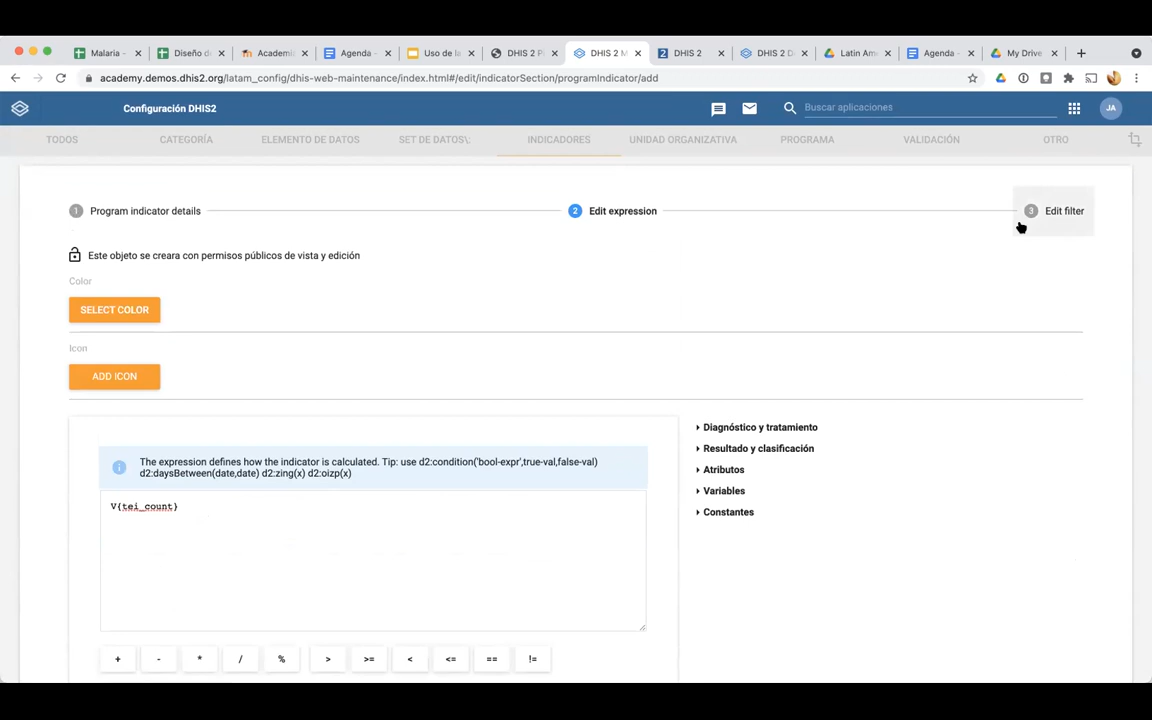 Malaria -
Diseño de
Academia
Agenda -
Uso de la
DHIS 2 P
DHIS 2 M
DHIS 2
DHIS 2 D
Latin Am
Agenda -
My Drive
academy.demos.dhis2.org/latam_config/dhis-web-maintenance/index.html#/edit/indicatorSection/programIndicator/add
Configuración DHIS2
Buscar aplicaciones
JA
TODOS
CATEGORÍA
ELEMENTO DE DATOS
SET DE DATOS\:
INDICADORES
UNIDAD ORGANIZATIVA
PROGRAMA
VALIDACIÓN
OTRO
1 Program indicator details
2 Edit expression
3 Edit filter
Este objeto se creara con permisos públicos de vista y edición
Color
SELECT COLOR
Icon
ADD ICON
The expression defines how the indicator is calculated. Tip: use d2:condition('bool-expr',true-val,false-val)
d2:daysBetween(date,date) d2:zing(x) d2:oizp(x)
V{tei_count}
+ - * / % > >= < <= == !=
Diagnóstico y tratamiento
Resultado y clasificación
Atributos
Variables
Constantes